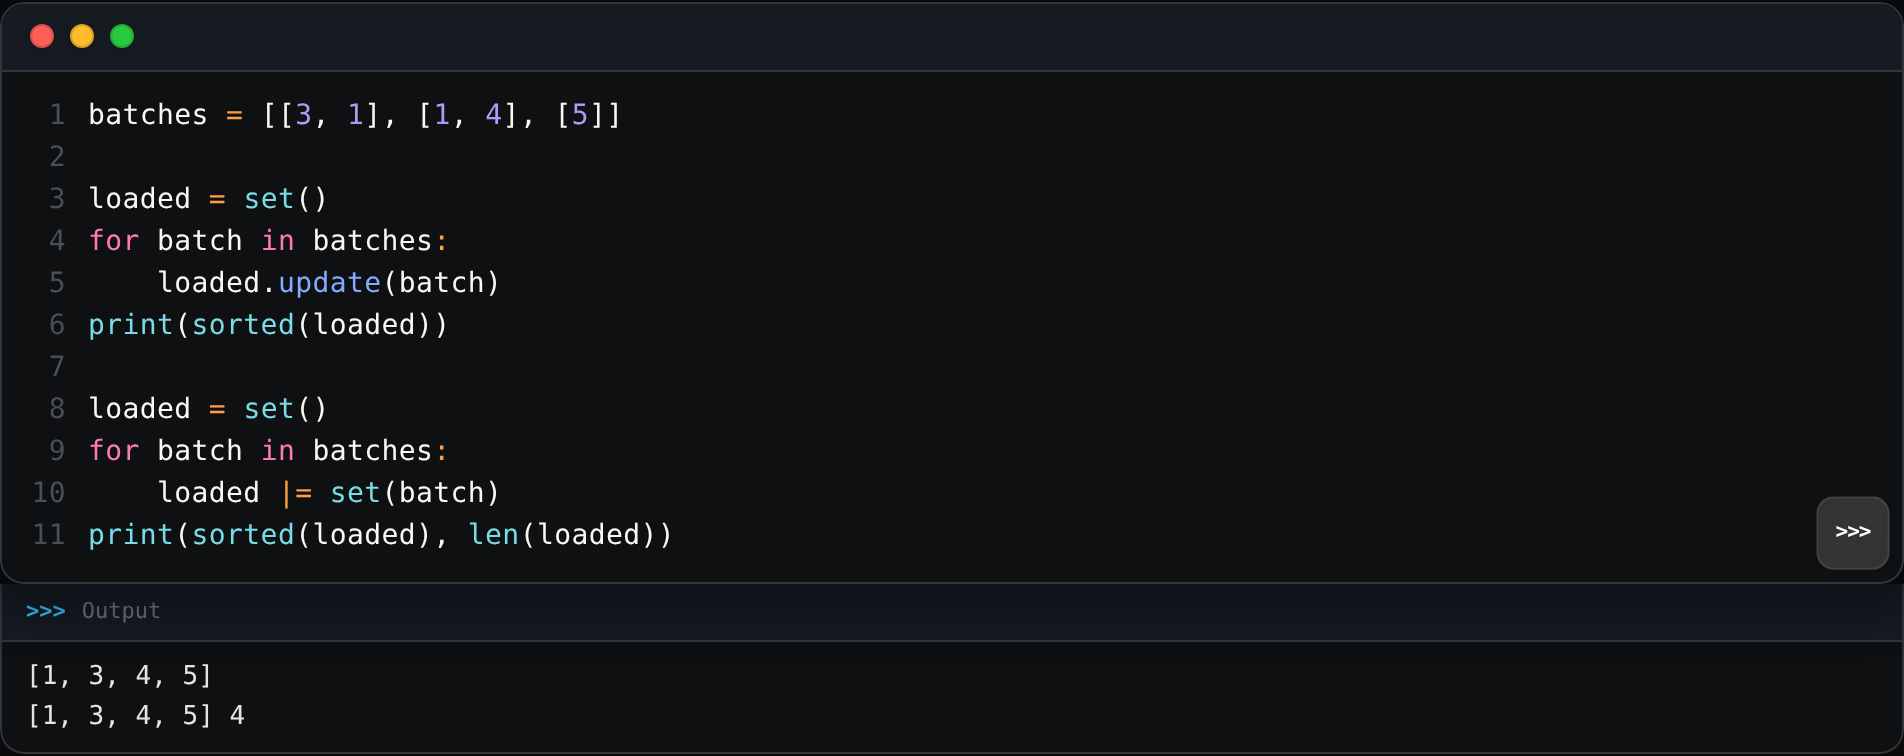 1 batches = [[3, 1], [1, 4], [5]]
2
3 loaded = set()
4 for batch in batches:
5     loaded.update(batch)
6 print(sorted(loaded))
7
8 loaded = set()
9 for batch in batches:
10     loaded |= set(batch)
11 print(sorted(loaded), len(loaded))
>>>
>>> Output
[1, 3, 4, 5]
[1, 3, 4, 5] 4